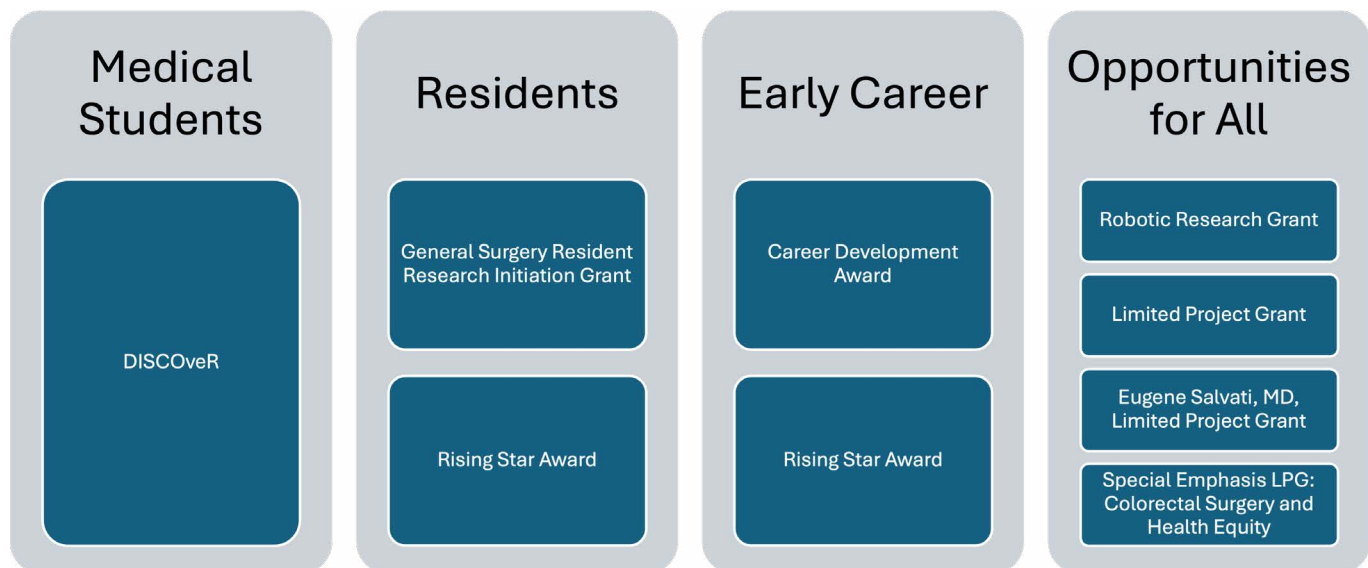 Medical
Students
DISCOveR
Residents
General Surgery Resident
Research Initiation Grant
Rising Star Award
Early Career
Career Development
Award
Rising Star Award
Opportunities
for All
Robotic Research Grant
Limited Project Grant
Eugene Salvati, MD,
Limited Project Grant
Special Emphasis LPG:
Colorectal Surgery and
Health Equity